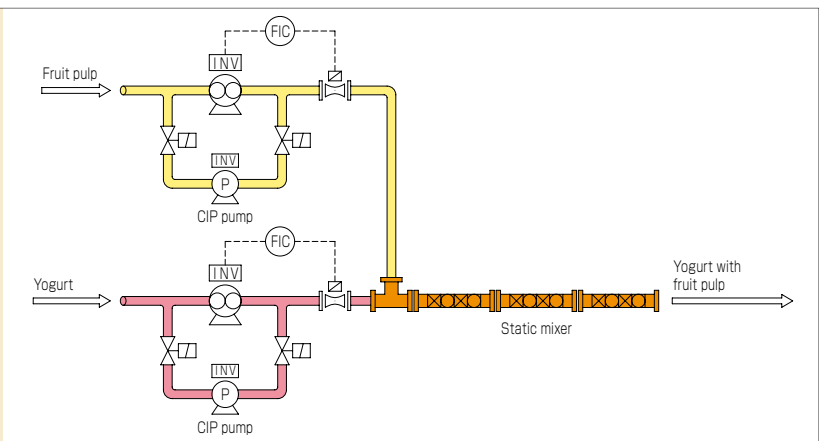 FIC
INV
Fruit pulp
INV
P
CIP pump
FIC
INV
Yogurt
Yogurt with
fruit pulp
Static mixer
INV
P
CIP pump